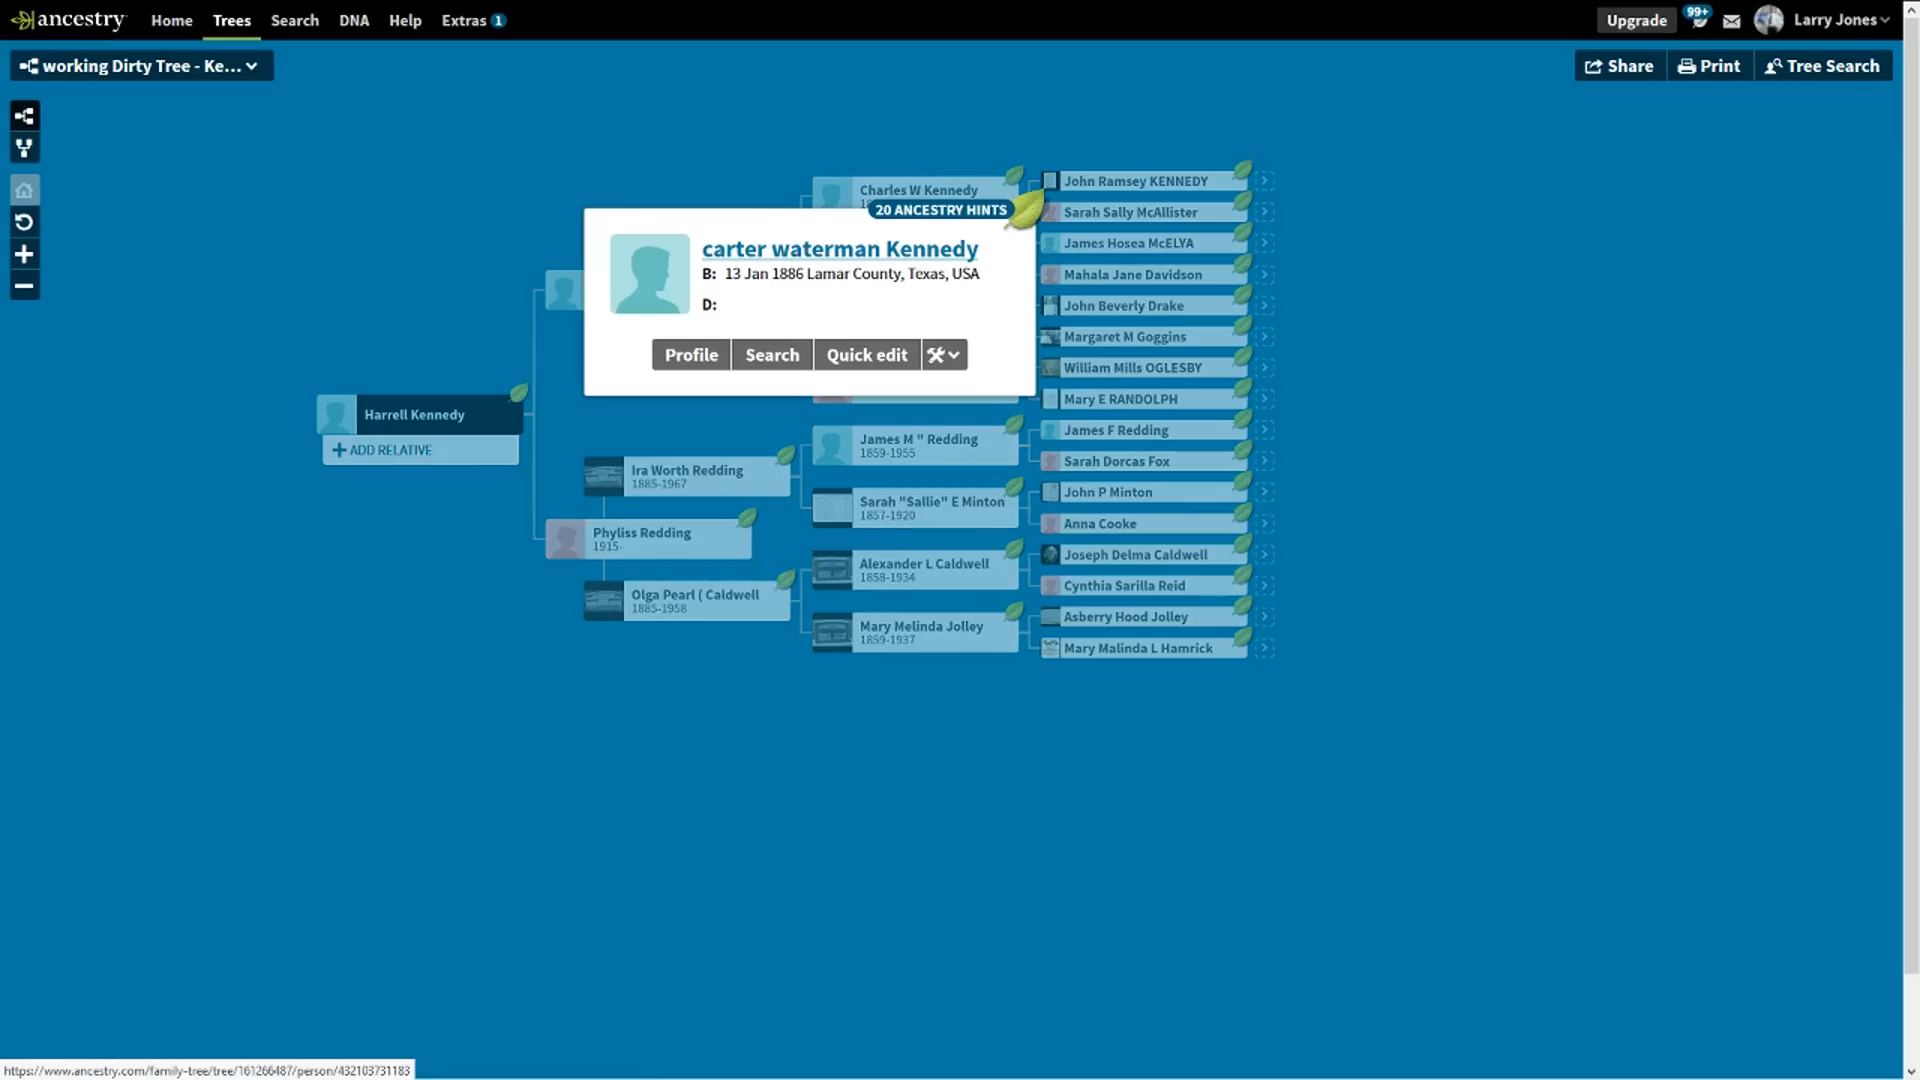 ancestry Home Trees Search DNA Help Extras 1 Upgrade 99+ Larry Jones
working Dirty Tree - Ke... Share Print Tree Search
Charles W Kennedy
20 ANCESTRY HINTS
carter waterman Kennedy
B: 13 Jan 1886 Lamar County, Texas, USA
D:
Profile Search Quick edit
Harrell Kennedy
ADD RELATIVE
Ira Worth Redding
1885-1967
Phyliss Redding
1915-
Olga Pearl ( Caldwell
1885-1958
James M " Redding
1859-1955
Sarah "Sallie" E Minton
1857-1920
Alexander L Caldwell
1858-1934
Mary Melinda Jolley
1859-1937
John Ramsey KENNEDY
Sarah Sally McAllister
James Hosea McELYA
Mahala Jane Davidson
John Beverly Drake
Margaret M Goggins
William Mills OGLESBY
Mary E RANDOLPH
James F Redding
Sarah Dorcas Fox
John P Minton
Anna Cooke
Joseph Delma Caldwell
Cynthia Sarilla Reid
Asberry Hood Jolley
Mary Malinda L Hamrick
https://www.ancestry.com/family-tree/tree/161266487/person/432103731183